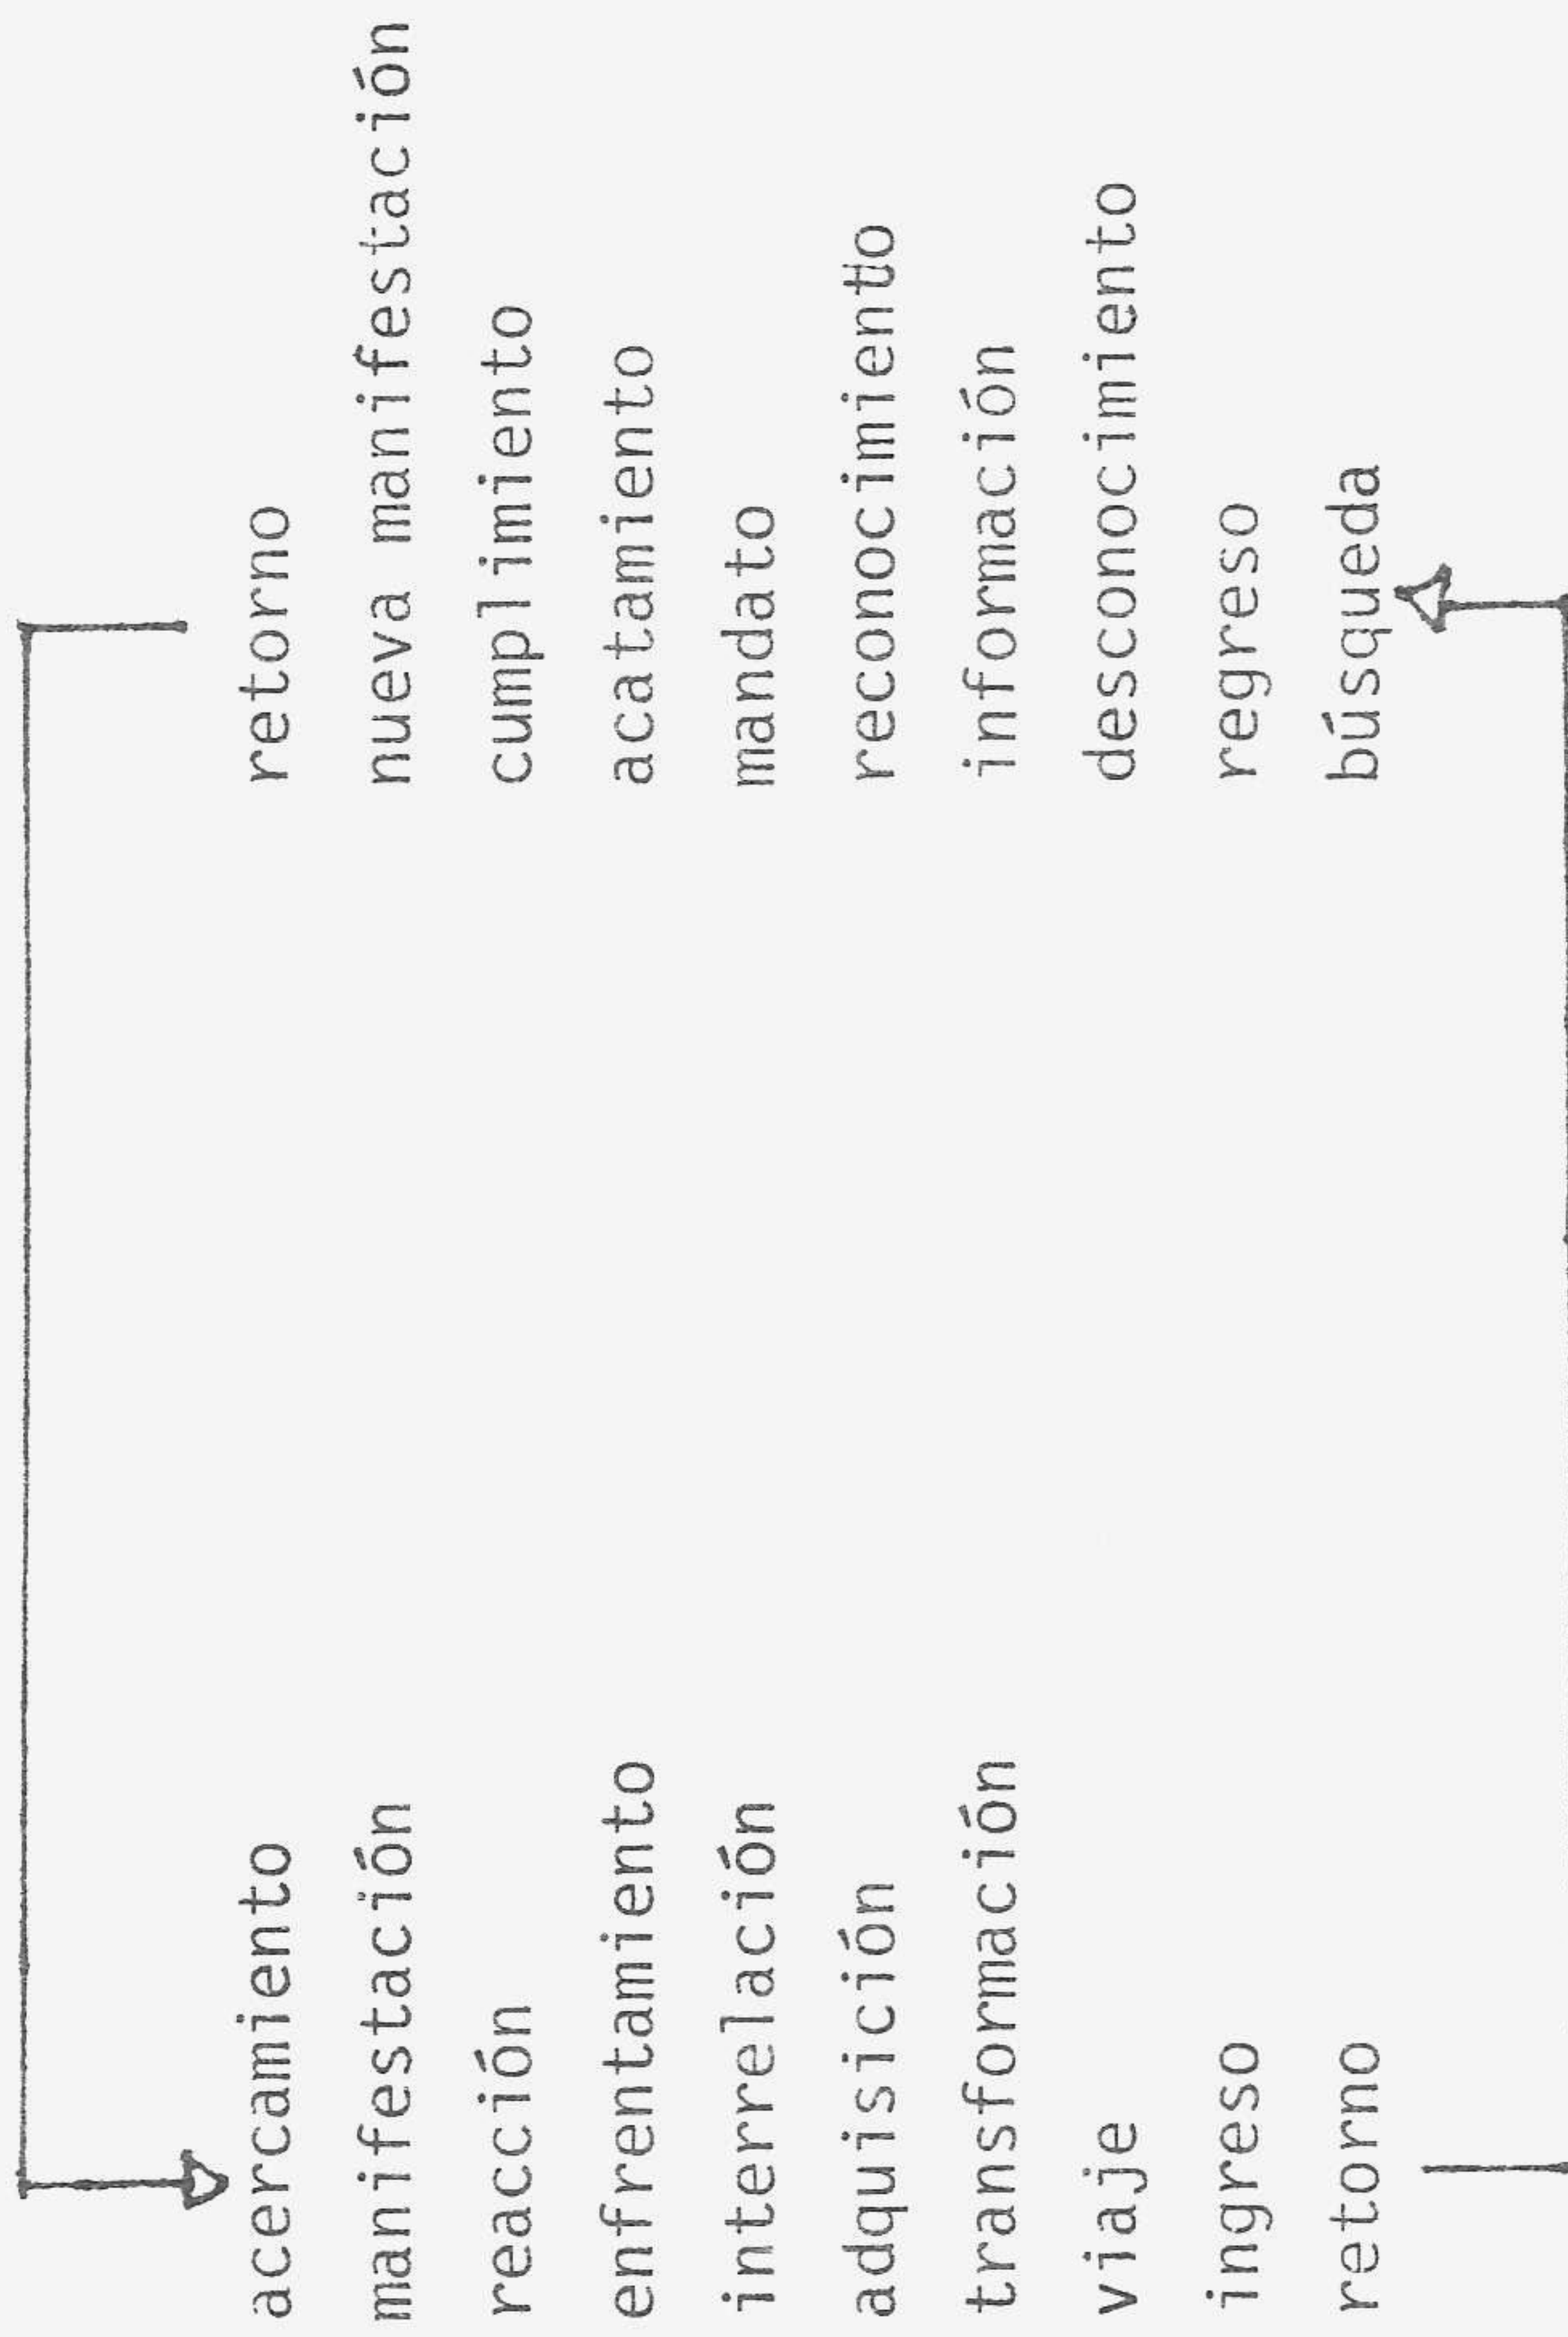 acercamiento
manifestación
reacción
enfrentamiento
interrelación
adquisición
transformación
viaje
ingreso
retorno
retorno
nueva manifestación
cumplimiento
acatamiento
mandato
reconocimiento
información
desconocimiento
regreso
búsqueda